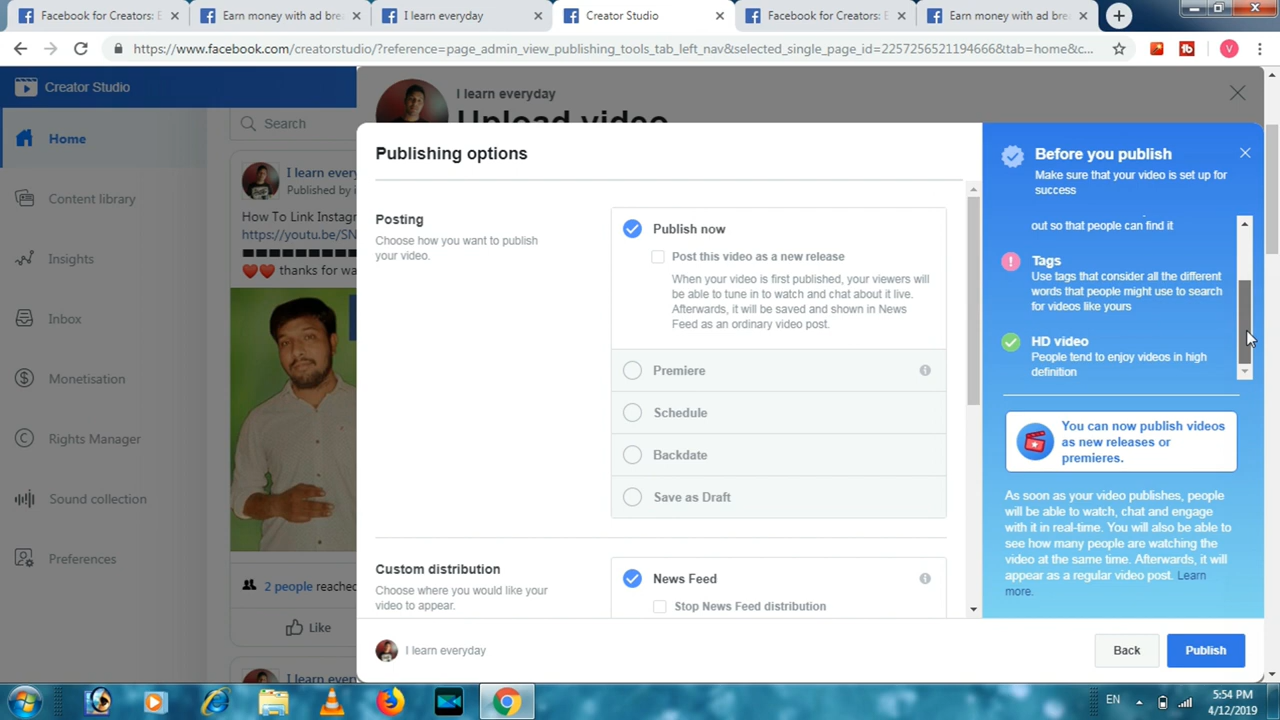 Facebook for Creators: E
Earn money with ad bre
I learn everyday
Creator Studio
Facebook for Creators: E
Earn money with ad bre
https://www.facebook.com/creatorstudio/?reference=page_admin_view_publishing_tools_tab_left_nav&selected_single_page_id=2257256521194666&tab=home&c...
V
Creator Studio
Home
Content library
Insights
Inbox
Monetisation
Rights Manager
Sound collection
Preferences
Search
I learn every
Published by
How To Link Instag
https://youtu.be/SN
thanks for wa
2 people reached
Like
I learn every
I learn everyday
Upload video
Publishing options
Posting
Choose how you want to publish
your video.
Publish now
Post this video as a new release
When your video is first published, your viewers will
be able to tune in to watch and chat about it live.
Afterwards, it will be saved and shown in News
Feed as an ordinary video post.
Premiere
Schedule
Backdate
Save as Draft
Custom distribution
Choose where you would like your
video to appear.
News Feed
Stop News Feed distribution
I learn everyday
Back
Publish
Before you publish
Make sure that your video is set up for
success
out so that people can find it
Tags
Use tags that consider all the different
words that people might use to search
for videos like yours
HD video
People tend to enjoy videos in high
definition
You can now publish videos
as new releases or
premieres.
As soon as your video publishes, people
will be able to watch, chat and engage
with it in real-time. You will also be able to
see how many people are watching the
video at the same time. Afterwards, it will
appear as a regular video post. Learn
more.
EN
5:54 PM
4/12/2019